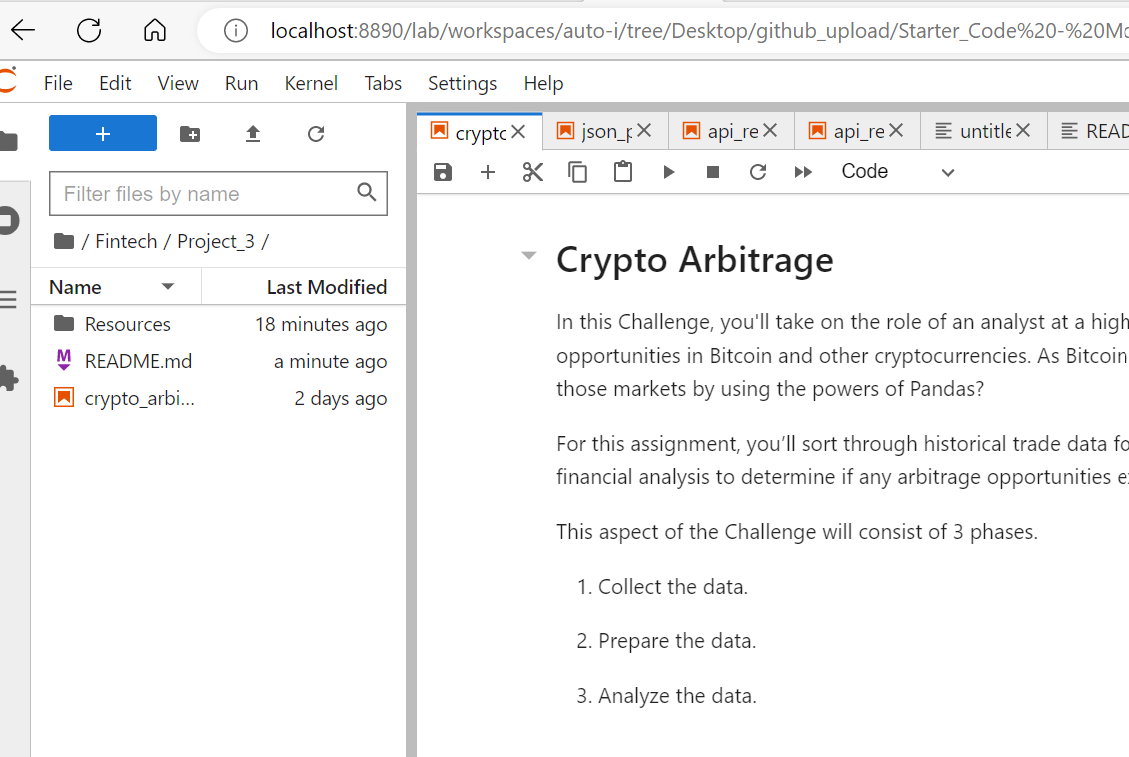 localhost:8890/lab/workspaces/auto-i/tree/Desktop/github_upload/Starter_Code%20-%20Mo
File Edit View Run Kernel Tabs Settings Help
crypto json_p api_re api_re untitle READ
Filter files by name
Code
/ Fintech / Project_3 /
Name Last Modified
Resources 18 minutes ago
README.md a minute ago
crypto_arbi... 2 days ago
Crypto Arbitrage
In this Challenge, you'll take on the role of an analyst at a high
opportunities in Bitcoin and other cryptocurrencies. As Bitcoin
those markets by using the powers of Pandas?
For this assignment, you’ll sort through historical trade data fo
financial analysis to determine if any arbitrage opportunities e
This aspect of the Challenge will consist of 3 phases.
1. Collect the data.
2. Prepare the data.
3. Analyze the data.